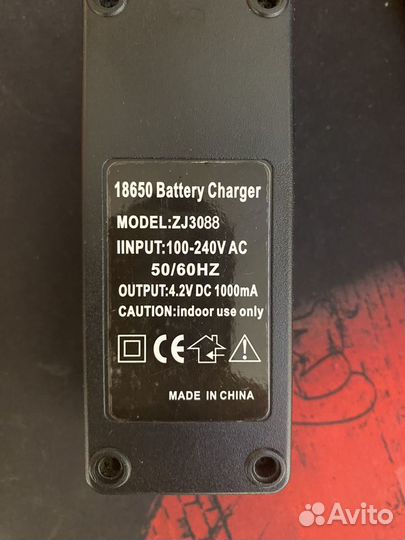 18650 Battery Charger
MODEL:ZJ3088
IINPUT:100-240V AC
50/60HZ
OUTPUT:4.2V DC 1000mA
CAUTION:indoor use only
CE
MADE IN CHINA
Avito